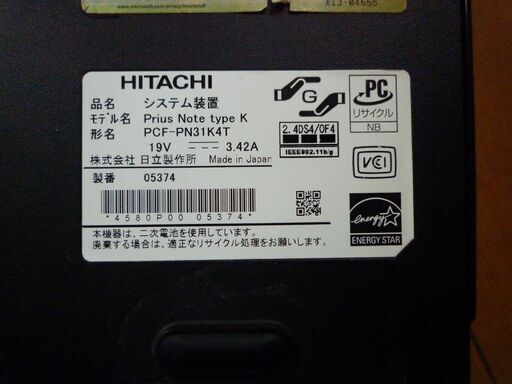 X13-04655
HITACHI
品名 システム装置
ﾓﾃﾞﾙ名 Prius Note type K
形名 PCF-PN31K4T
19V 3.42A
株式会社 日立製作所 Made in Japan
製番 05374
*4580P00 05374*
本機器は、二次電池を使用しています。
廃棄する場合は、適正なリサイクル処理をお願いします。
G
2.4DS4/OF4
IEEE802.11b/g
PC
リサイクル
NB
VCI
energy
ENERGY STAR